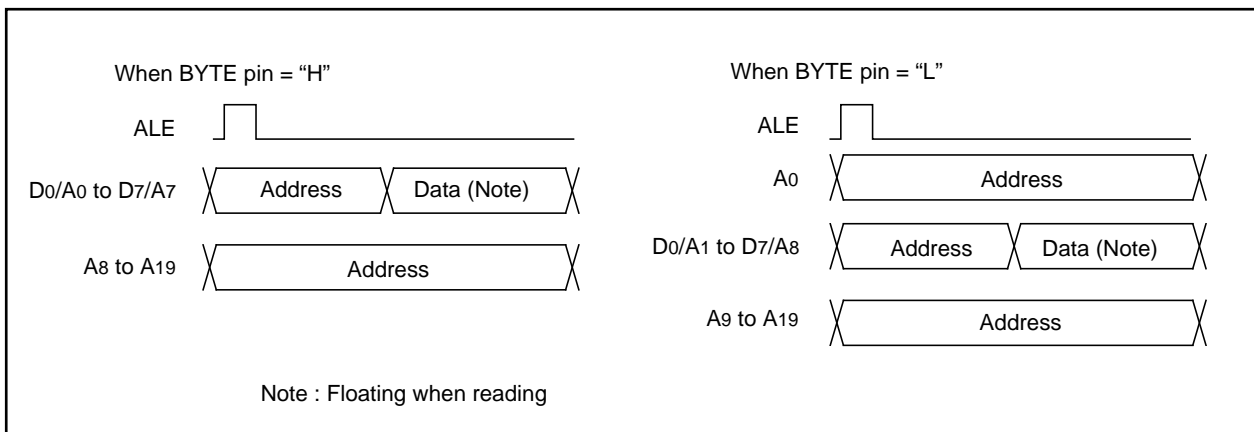 When BYTE pin = “H”
ALE
D0/A0 to D7/A7
Address
Data (Note)
A8 to A19
Address
Note : Floating when reading
When BYTE pin = “L”
ALE
A0
Address
D0/A1 to D7/A8
Address
Data (Note)
A9 to A19
Address